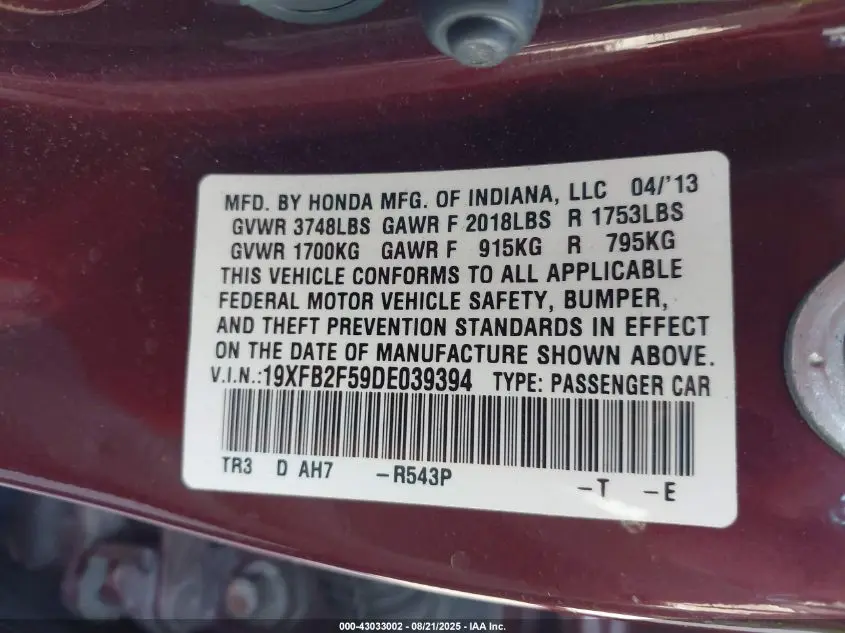 MFD. BY HONDA MFG. OF INDIANA, LLC 04/'13
GVWR 3748LBS GAWR F 2018LBS R 1753LBS
GVWR 1700KG GAWR F 915KG R 795KG
THIS VEHICLE CONFORMS TO ALL APPLICABLE
FEDERAL MOTOR VEHICLE SAFETY, BUMPER,
AND THEFT PREVENTION STANDARDS IN EFFECT
ON THE DATE OF MANUFACTURE SHOWN ABOVE.
V.I.N.:19XFB2F59DE039394 TYPE: PASSENGER CAR
TR3 D AH7 -R543P -T -E
000-43033002 - 08/21/2025 - IAA Inc.